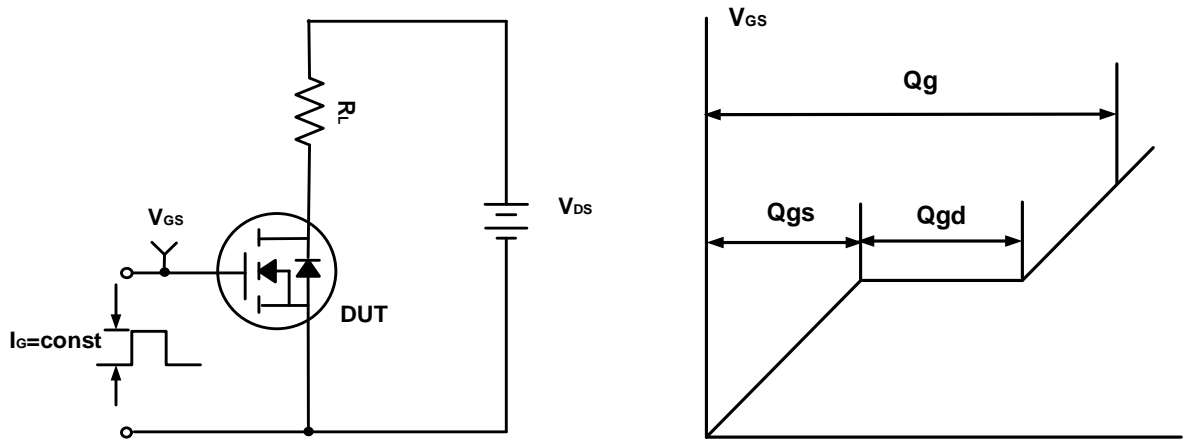 RL
VDS
VGS
DUT
IG=const
VGS
Qg
Qgs
Qgd